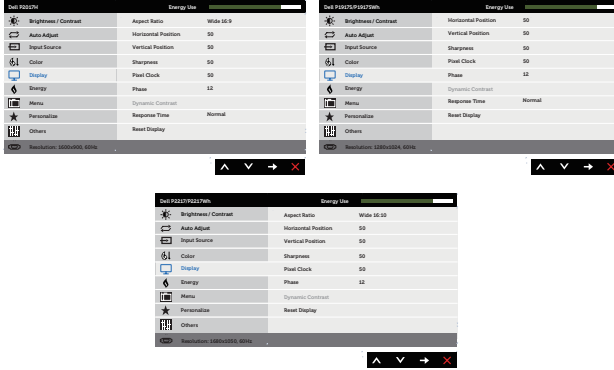 Dell P2017H Energy Use
Brightness / Contrast Aspect Ratio Wide 16:9
Auto Adjust Horizontal Position 50
Input Source Vertical Position 50
Color Sharpness 50
Display Pixel Clock 50
Energy Phase 12
Menu Dynamic Contrast
Personalize Response Time Normal
Others Reset Display
Resolution: 1600x900, 60Hz
Dell P1917S/P1917SWh Energy Use
Brightness / Contrast Horizontal Position 50
Auto Adjust Vertical Position 50
Input Source Sharpness 50
Color Pixel Clock 50
Display Phase 12
Energy Dynamic Contrast
Menu Response Time Normal
Personalize Reset Display
Others
Resolution: 1280x1024, 60Hz
Dell P2217/P2217Wh Energy Use
Brightness / Contrast Aspect Ratio Wide 16:10
Auto Adjust Horizontal Position 50
Input Source Vertical Position 50
Color Sharpness 50
Display Pixel Clock 50
Energy Phase 12
Menu Dynamic Contrast
Personalize Reset Display
Others
Resolution: 1680x1050, 60Hz